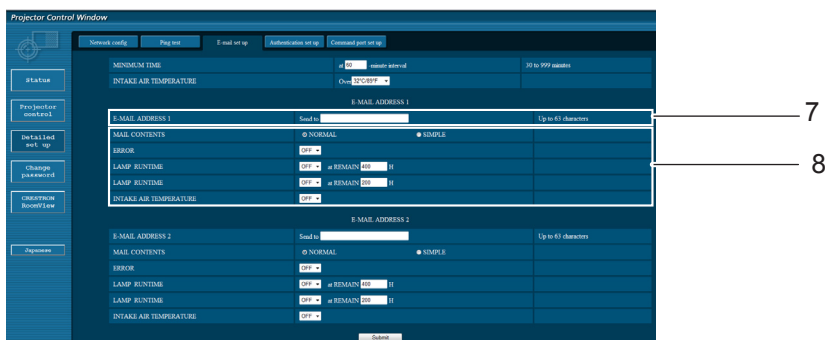 Projector Control Window
Network config Ping test E-mail set up Authentication set up Command port set up
MINIMUM TIME at 60 -minute interval 30 to 999 minutes
INTAKE AIR TEMPERATURE Over 32°C/89°F
Status
E-MAIL ADDRESS 1
Projector
control
E-MAIL ADDRESS 1 Send to Up to 63 characters
7
MAIL CONTENTS NORMAL SIMPLE
Detailed
set up
ERROR OFF
LAMP RUNTIME OFF at REMAIN 400 H
8
Change
password
LAMP RUNTIME OFF at REMAIN 200 H
INTAKE AIR TEMPERATURE OFF
CRESTRON
RoomView
E-MAIL ADDRESS 2
E-MAIL ADDRESS 2 Send to Up to 63 characters
Japanese
MAIL CONTENTS NORMAL SIMPLE
ERROR OFF
LAMP RUNTIME OFF at REMAIN 400 H
LAMP RUNTIME OFF at REMAIN 200 H
INTAKE AIR TEMPERATURE OFF
Submit